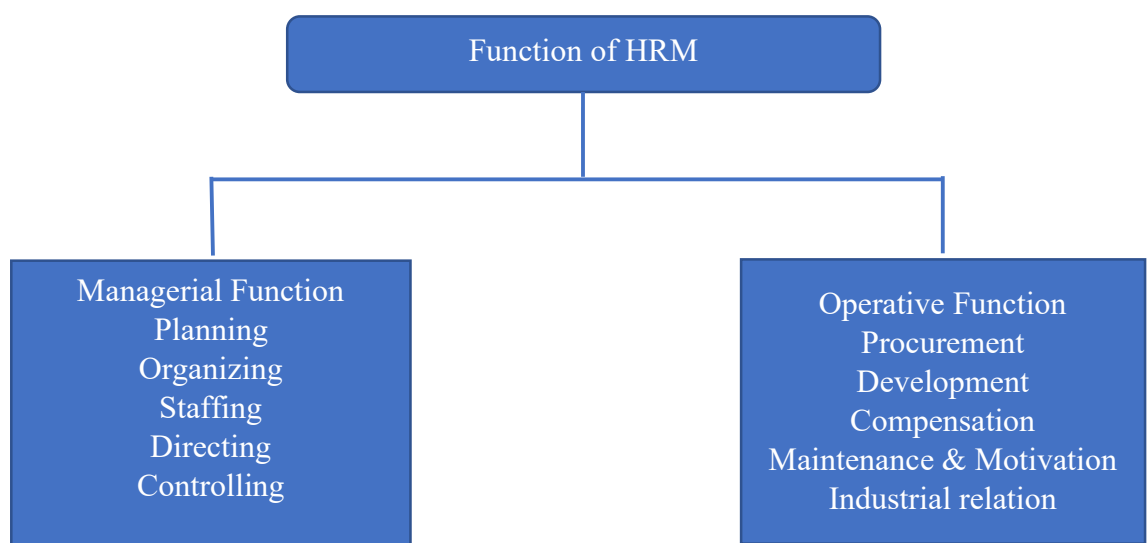 Function of HRM
Managerial Function
Planning
Organizing
Staffing
Directing
Controlling
Operative Function
Procurement
Development
Compensation
Maintenance & Motivation
Industrial relation